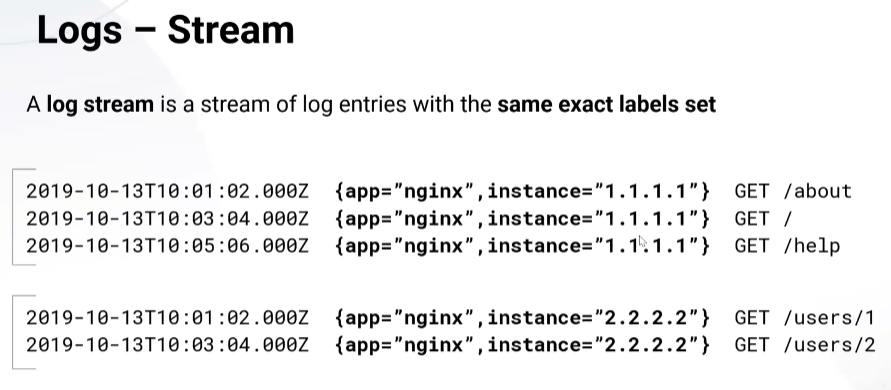 Logs – Stream
A log stream is a stream of log entries with the same exact labels set
2019-10-13T10:01:02.000Z {app=”nginx”,instance=”1.1.1.1”} GET /about
2019-10-13T10:03:04.000Z {app=”nginx”,instance=”1.1.1.1”} GET /
2019-10-13T10:05:06.000Z {app=”nginx”,instance=”1.1.1.1”} GET /help
2019-10-13T10:01:02.000Z {app=”nginx”,instance=”2.2.2.2”} GET /users/1
2019-10-13T10:03:04.000Z {app=”nginx”,instance=”2.2.2.2”} GET /users/2